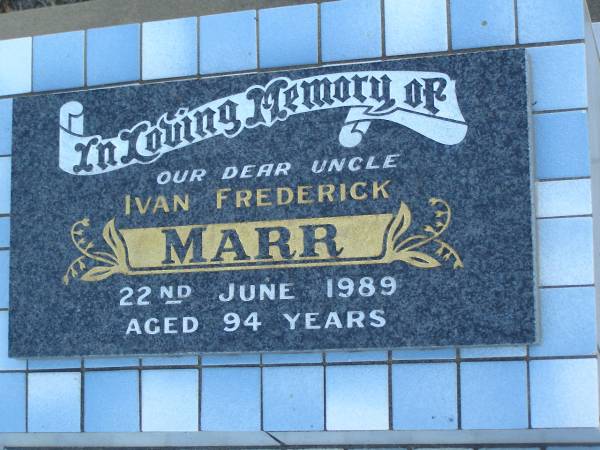 In Loving Memory of
OUR DEAR UNCLE
IVAN FREDERICK
MARR
22ND JUNE 1989
AGED 94 YEARS